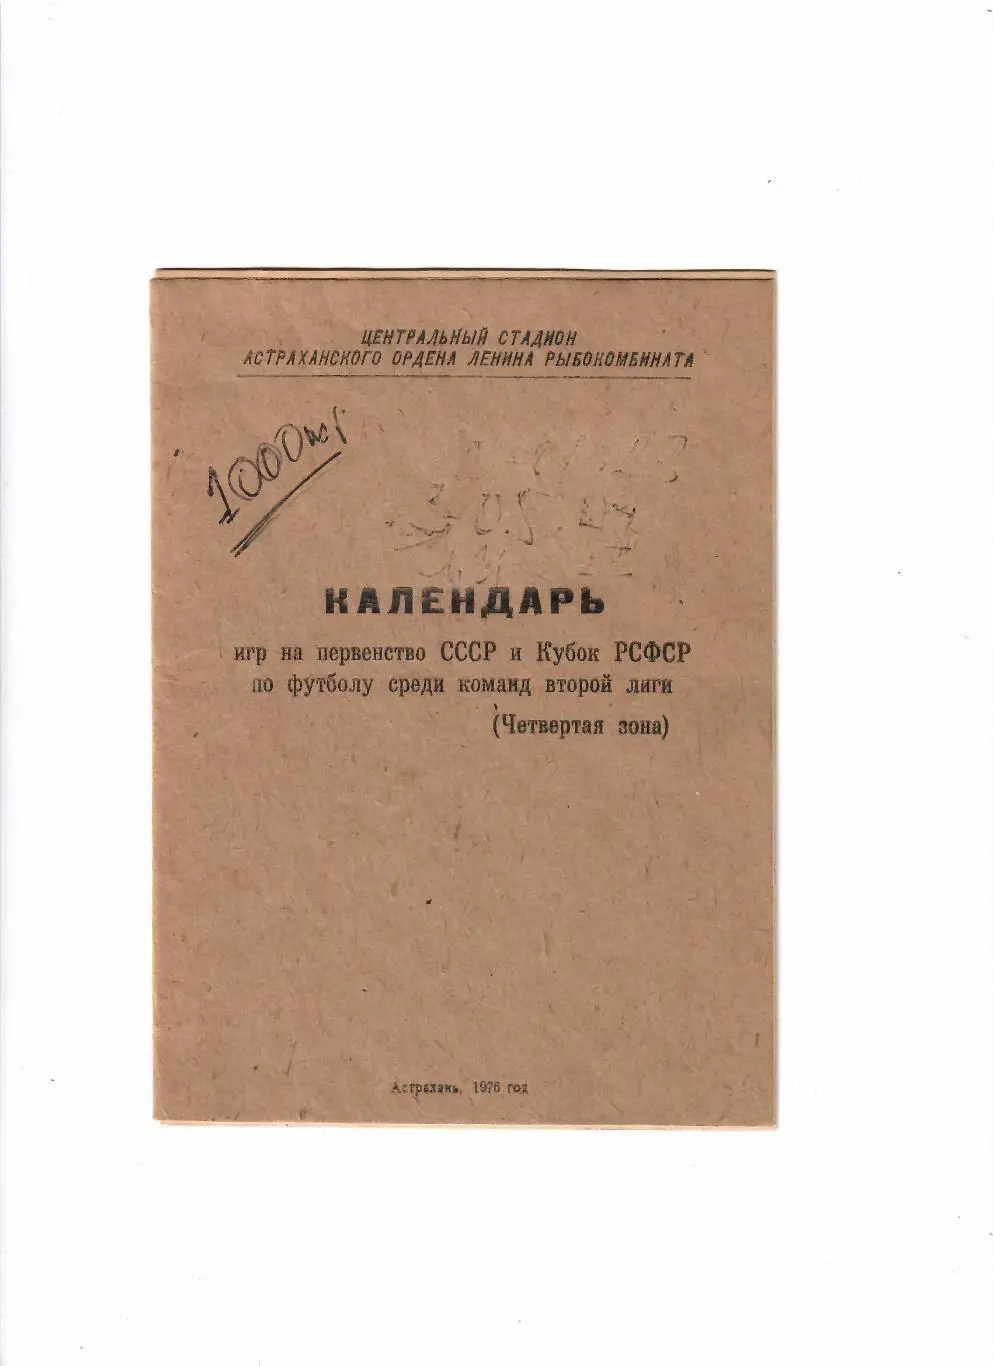 ЦЕНТРАЛЬНЫЙ СТАДИОН
АСТРАХАНСКОГО ОРДЕНА ЛЕНИНА РЫБОКОМБИНАТА
1000
КАЛЕНДАРЬ
игр на первенство СССР и Кубок РСФСР
по футболу среди команд второй лиги
(Четвертая зона)
Астрахань, 1976 год